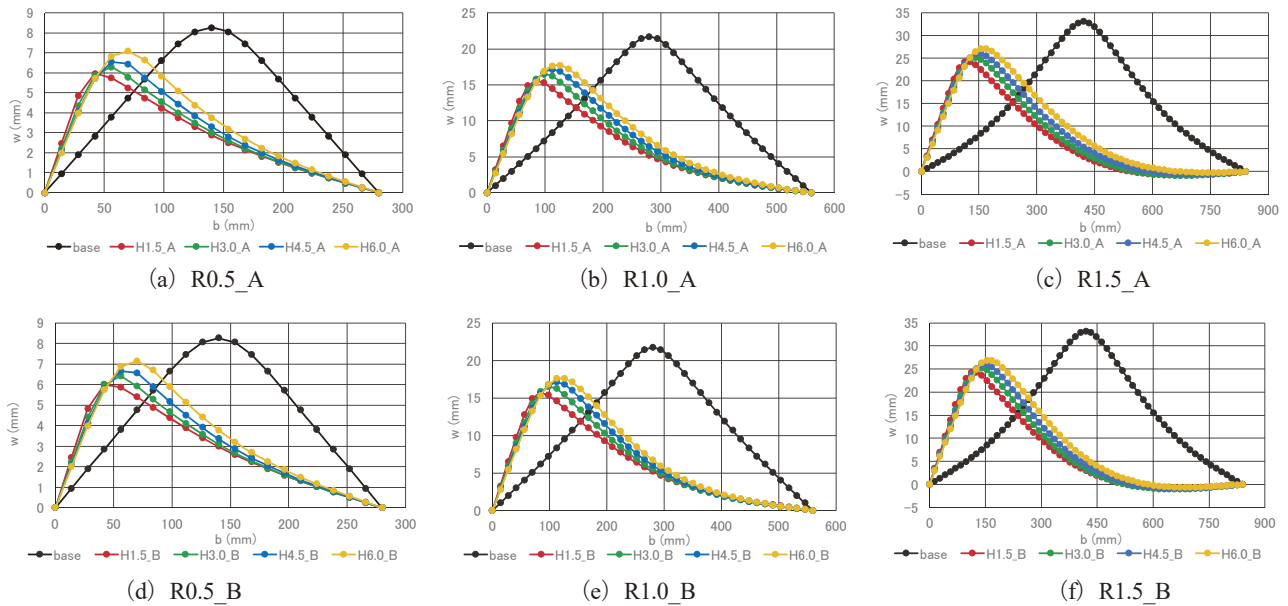 9
8
7
6
5
4
3
2
1
0
w (mm)
0 50 100 150 200 250 300
b (mm)
base H1.5_A H3.0_A H4.5_A H6.0_A
(a) R0.5_A
25
20
15
10
5
0
w (mm)
0 100 200 300 400 500 600
b (mm)
base H1.5_A H3.0_A H4.5_A H6.0_A
(b) R1.0_A
35
30
25
20
15
10
5
0
-5
w (mm)
0 150 300 450 600 750 900
b (mm)
base H1.5_A H3.0_A H4.5_A H6.0_A
(c) R1.5_A
9
8
7
6
5
4
3
2
1
0
w (mm)
0 50 100 150 200 250 300
b (mm)
base H1.5_B H3.0_B H4.5_B H6.0_B
(d) R0.5_B
25
20
15
10
5
0
w (mm)
0 100 200 300 400 500 600
b (mm)
base H1.5_B H3.0_B H4.5_B H6.0_B
(e) R1.0_B
35
30
25
20
15
10
5
0
-5
w (mm)
0 150 300 450 600 750 900
b (mm)
base H1.5_B H3.0_B H4.5_B H6.0_B
(f) R1.5_B